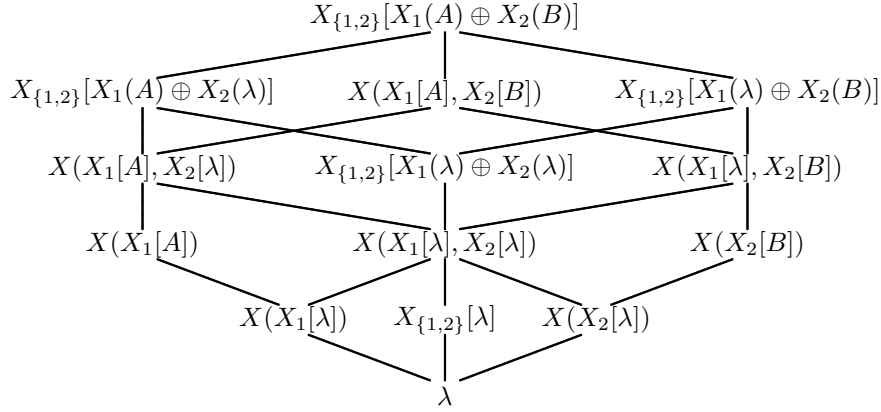 X_{\{1,2\}}[X_1(A) ⊕ X_2(B)]
X_{\{1,2\}}[X_1(A) ⊕ X_2(λ)] X(X_1[A], X_2[B]) X_{\{1,2\}}[X_1(λ) ⊕ X_2(B)]
X(X_1[A], X_2[λ]) X_{\{1,2\}}[X_1(λ) ⊕ X_2(λ)] X(X_1[λ], X_2[B])
X(X_1[A]) X(X_1[λ], X_2[λ]) X(X_2[B])
X(X_1[λ]) X_{\{1,2\}}[λ] X(X_2[λ])
λ